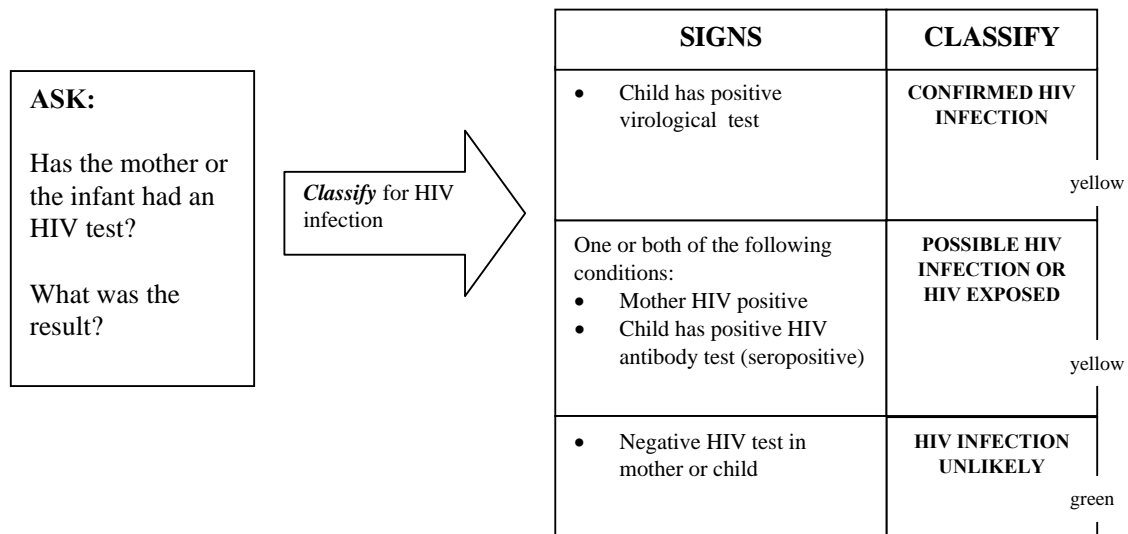 ASK:
Has the mother or
the infant had an
HIV test?
What was the
result?
Classify for HIV
infection
SIGNS
CLASSIFY
• Child has positive
virological test
CONFIRMED HIV
INFECTION
yellow
One or both of the following
conditions:
• Mother HIV positive
• Child has positive HIV
antibody test (seropositive)
POSSIBLE HIV
INFECTION OR
HIV EXPOSED
yellow
• Negative HIV test in
mother or child
HIV INFECTION
UNLIKELY
green